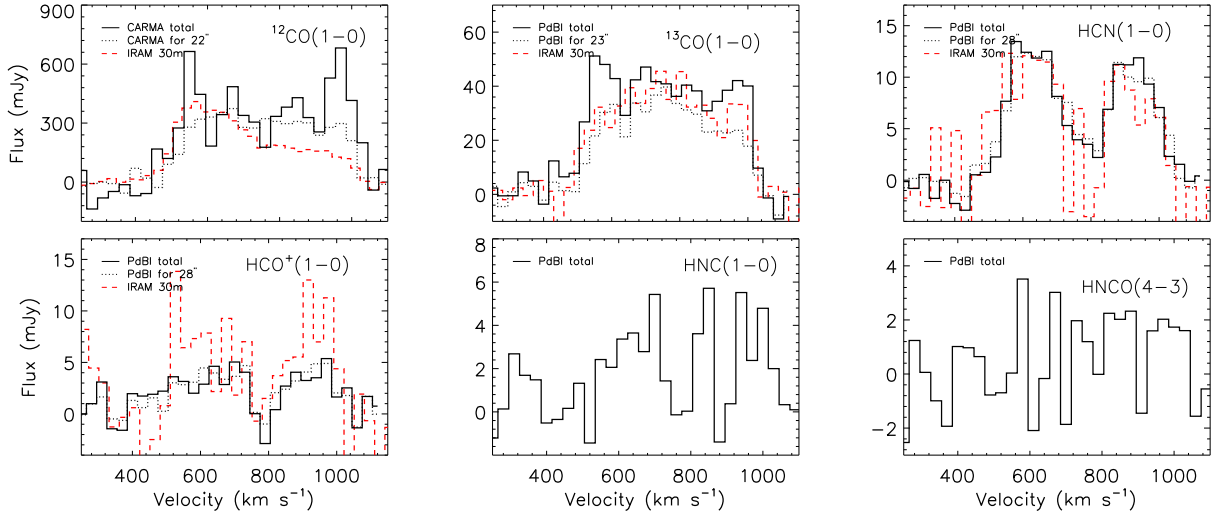 900
600
300
0
Flux (mJy)
CARMA total
CARMA for 22"
IRAM 30m
¹²CO(1−0)
60
40
20
0
PdBI total
PdBI for 23"
IRAM 30m
¹³CO(1−0)
15
10
5
0
PdBI total
PdBI for 28"
IRAM 30m
HCN(1−0)
15
10
5
0
Flux (mJy)
PdBI total
PdBI for 28"
IRAM 30m
HCO⁺(1−0)
400 600 800 1000
Velocity (km s⁻¹)
8
6
4
2
0
PdBI total
HNC(1−0)
400 600 800 1000
Velocity (km s⁻¹)
4
2
0
−2
PdBI total
HNCO(4−3)
400 600 800 1000
Velocity (km s⁻¹)